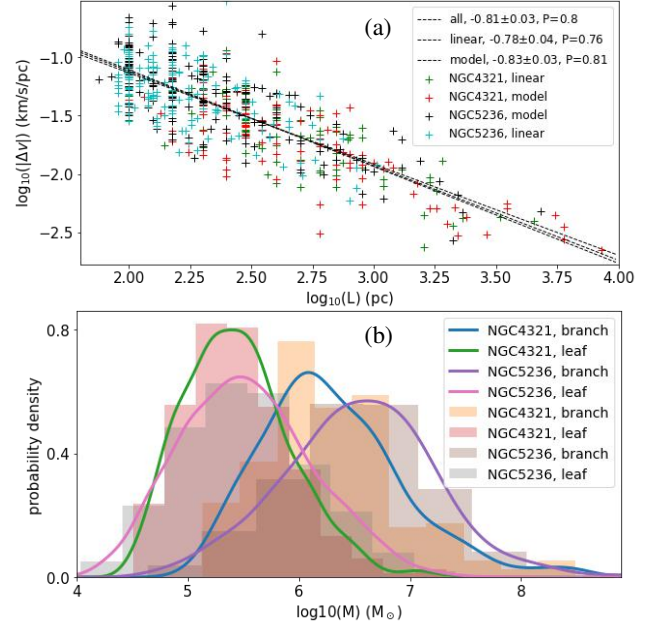 (a)
all, -0.81±0.03, P=0.8
linear, -0.78±0.04, P=0.76
model, -0.83±0.03, P=0.81
NGC4321, linear
NGC4321, model
NGC5236, model
NGC5236, linear
log₁₀(|∆v|) (km/s/pc)
−1.0
−1.5
−2.0
−2.5
2.00 2.25 2.50 2.75 3.00 3.25 3.50 3.75 4.00
log₁₀(L) (pc)
(b)
NGC4321, branch
NGC4321, leaf
NGC5236, branch
NGC5236, leaf
NGC4321, branch
NGC4321, leaf
NGC5236, branch
NGC5236, leaf
probability density
0.8
0.4
0.0
4 5 6 7 8
log10(M) (M⊙)